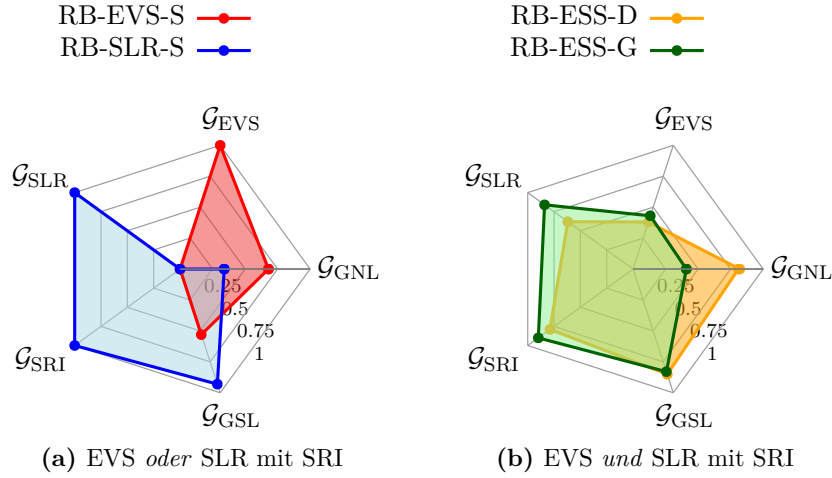 RB-EVS-S
RB-SLR-S
RB-ESS-D
RB-ESS-G
𝒢EVS
𝒢SLR
𝒢GNL
0.25
0.5
0.75
1
𝒢SRI
𝒢GSL
(a) EVS oder SLR mit SRI
𝒢EVS
𝒢SLR
𝒢GNL
0.25
0.5
0.75
1
𝒢SRI
𝒢GSL
(b) EVS und SLR mit SRI